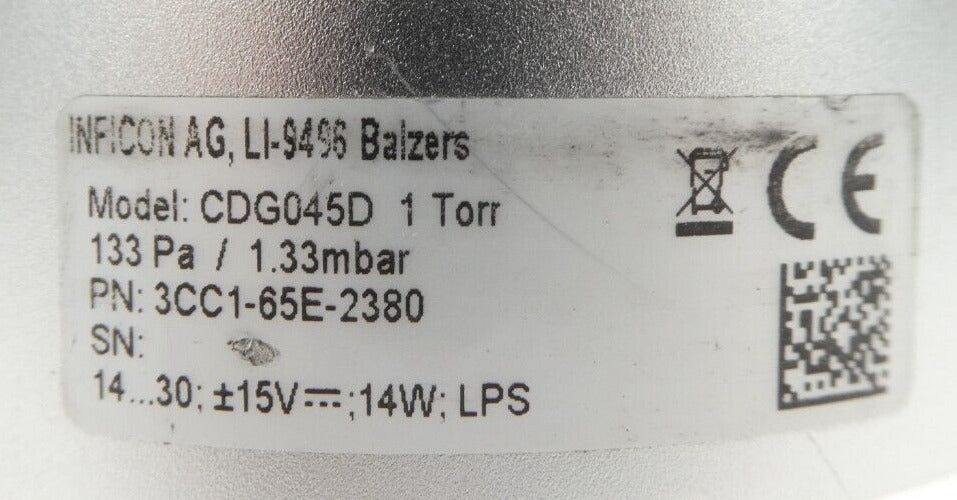 INFICON AG, LI-9496 Balzers
Model: CDG045D 1 Torr
133 Pa / 1.33mbar
PN: 3CC1-65E-2380
SN:
14...30; ±15V⎓; 14W; LPS
CE